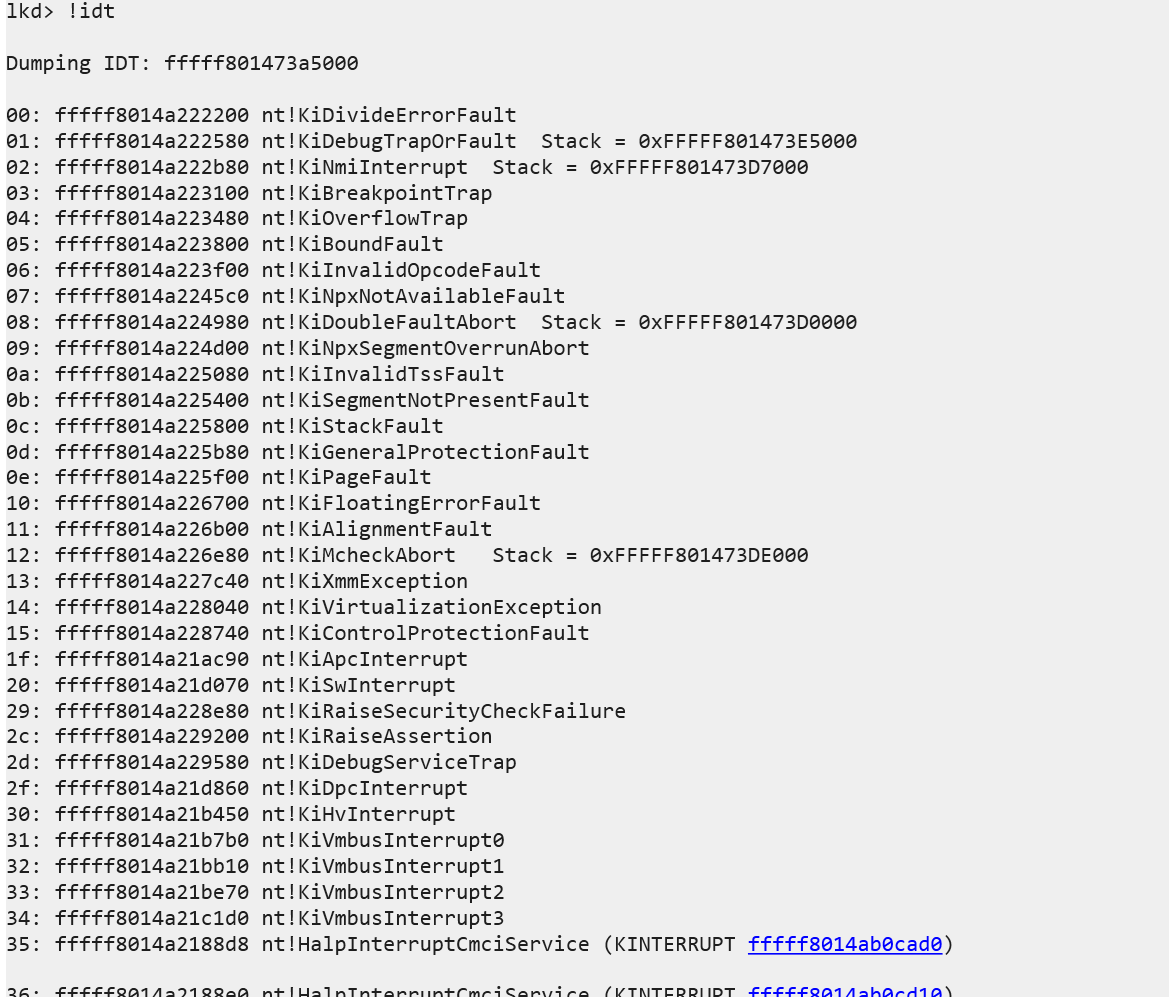 lkd> !idt
Dumping IDT: fffff801473a5000
00: fffff8014a222200 nt!KiDivideErrorFault
01: fffff8014a222580 nt!KiDebugTrapOrFault  Stack = 0xFFFFF801473E5000
02: fffff8014a222b80 nt!KiNmiInterrupt  Stack = 0xFFFFF801473D7000
03: fffff8014a223100 nt!KiBreakpointTrap
04: fffff8014a223480 nt!KiOverflowTrap
05: fffff8014a223800 nt!KiBoundFault
06: fffff8014a223f00 nt!KiInvalidOpcodeFault
07: fffff8014a2245c0 nt!KiNpxNotAvailableFault
08: fffff8014a224980 nt!KiDoubleFaultAbort  Stack = 0xFFFFF801473D0000
09: fffff8014a224d00 nt!KiNpxSegmentOverrunAbort
0a: fffff8014a225080 nt!KiInvalidTssFault
0b: fffff8014a225400 nt!KiSegmentNotPresentFault
0c: fffff8014a225800 nt!KiStackFault
0d: fffff8014a225b80 nt!KiGeneralProtectionFault
0e: fffff8014a225f00 nt!KiPageFault
10: fffff8014a226700 nt!KiFloatingErrorFault
11: fffff8014a226b00 nt!KiAlignmentFault
12: fffff8014a226e80 nt!KiMcheckAbort   Stack = 0xFFFFF801473DE000
13: fffff8014a227c40 nt!KiXmmException
14: fffff8014a228040 nt!KiVirtualizationException
15: fffff8014a228740 nt!KiControlProtectionFault
1f: fffff8014a21ac90 nt!KiApcInterrupt
20: fffff8014a21d070 nt!KiSwInterrupt
29: fffff8014a228e80 nt!KiRaiseSecurityCheckFailure
2c: fffff8014a229200 nt!KiRaiseAssertion
2d: fffff8014a229580 nt!KiDebugServiceTrap
2f: fffff8014a21d860 nt!KiDpcInterrupt
30: fffff8014a21b450 nt!KiHvInterrupt
31: fffff8014a21b7b0 nt!KiVmbusInterrupt0
32: fffff8014a21bb10 nt!KiVmbusInterrupt1
33: fffff8014a21be70 nt!KiVmbusInterrupt2
34: fffff8014a21c1d0 nt!KiVmbusInterrupt3
35: fffff8014a2188d8 nt!HalpInterruptCmciService (KINTERRUPT fffff8014ab0cad0)
36: fffff8014a2188e0 nt!HalpInterruptCmciService (KINTERRUPT fffff8014ab0cd10)